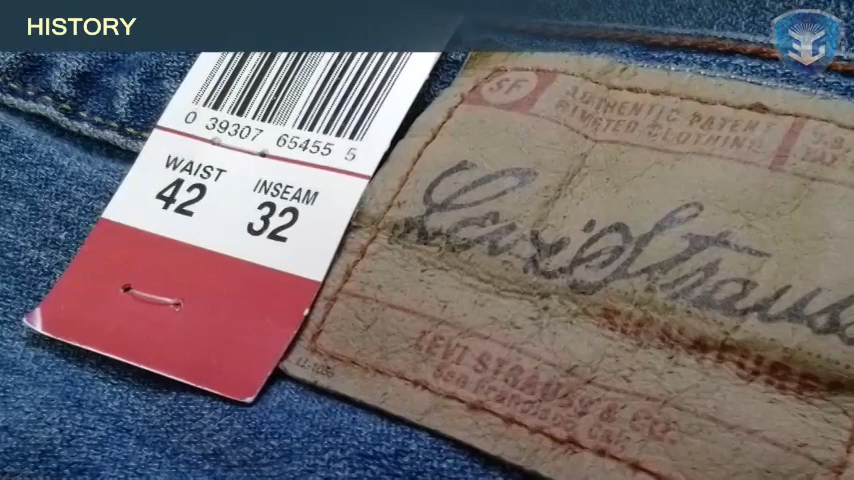 HISTORY
0 39307 65455 5
WAIST
42
INSEAM
32
SF
AUTHENTIC PATENT
RIVETED CLOTHING
Levi Strauss
SIGNATURE
LEVI STRAUSS & CO.
San Francisco Cal